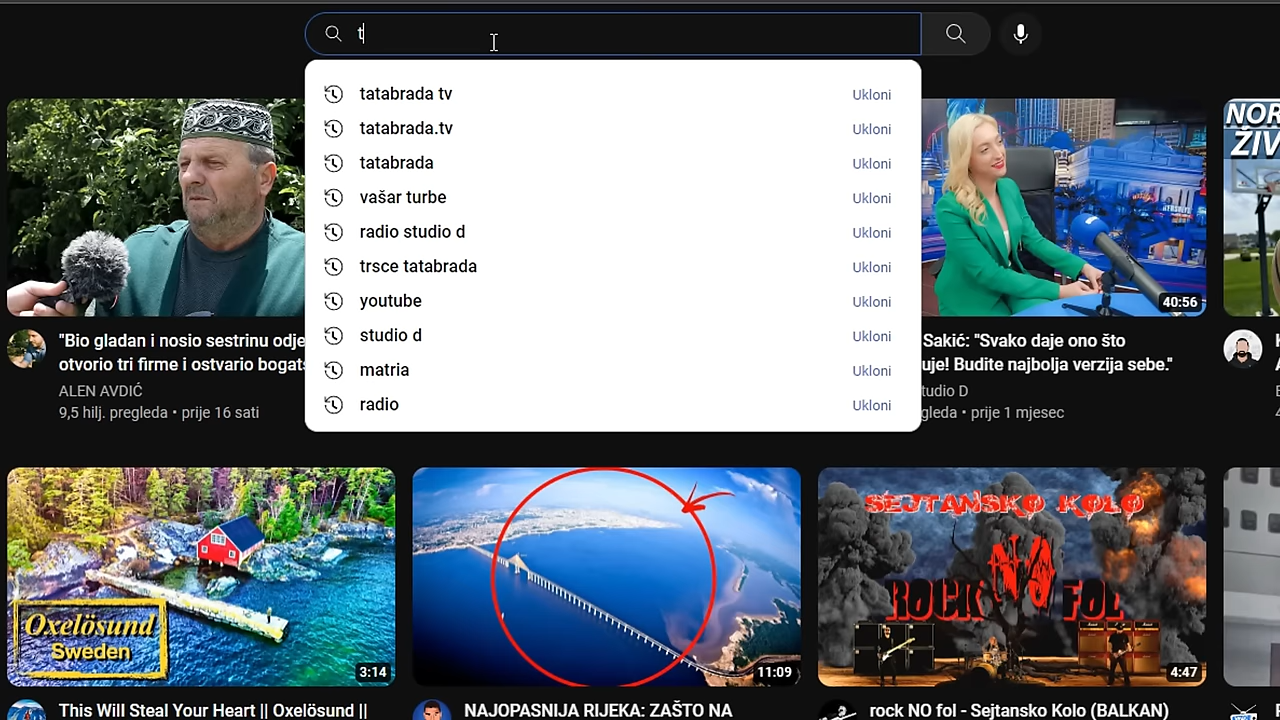 t
tatabrada tv
Ukloni
tatabrada.tv
Ukloni
tatabrada
Ukloni
vašar turbe
Ukloni
radio studio d
Ukloni
trsce tatabrada
Ukloni
youtube
Ukloni
studio d
Ukloni
matria
Ukloni
radio
Ukloni
40:56
NOR
ŽIV
"Bio gladan i nosio sestrinu odje
otvorio tri firme i ostvario bogats
ALEN AVDIĆ
9,5 hilj. pregleda • prije 16 sati
Sakić: "Svako daje ono što
uje! Budite najbolja verzija sebe."
tudio D
gleda • prije 1 mjesec
Oxelösund
Sweden
3:14
11:09
SEJTANSKO KOLO
ROCK NO FOL
4:47
This Will Steal Your Heart || Oxelösund ||
NAJOPASNIJA RIJEKA: ZAŠTO NA
rock NO fol - Sejtansko Kolo (BALKAN)